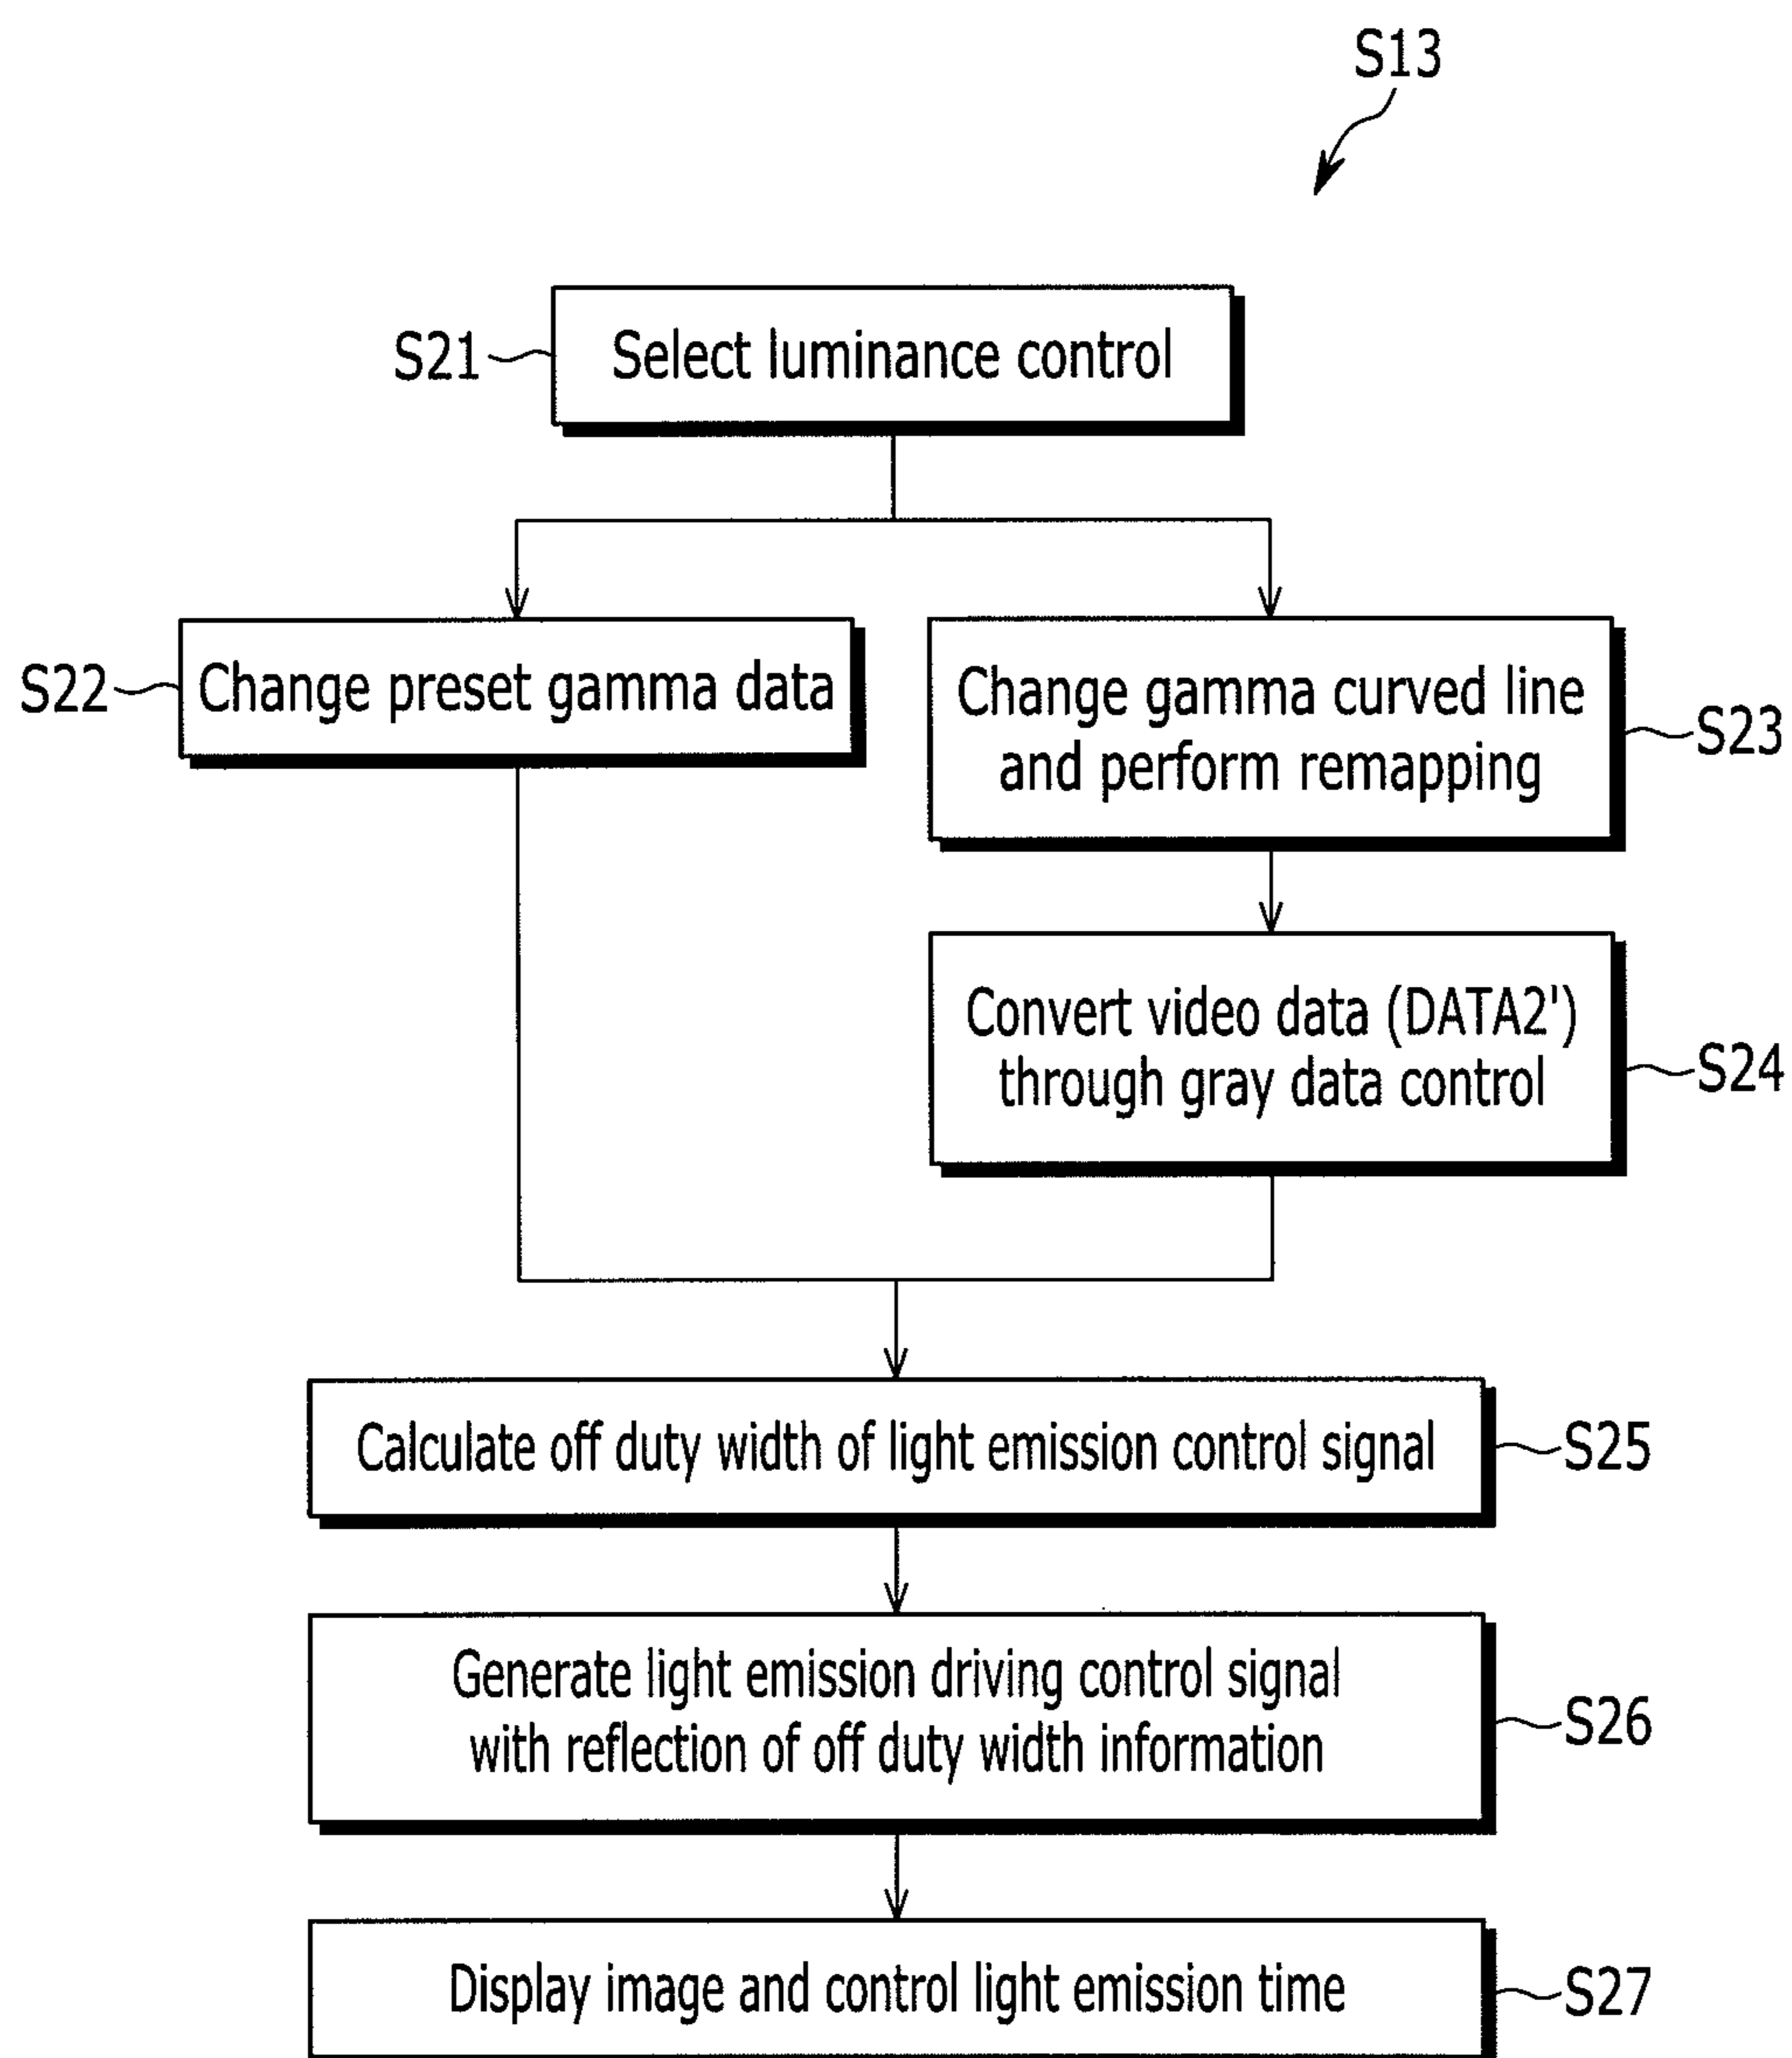 S13
S21
Select luminance control
S22
Change preset gamma data
Change gamma curved line
and perform remapping
S23
Convert video data (DATA2')
through gray data control
S24
Calculate off duty width of light emission control signal
S25
Generate light emission driving control signal
with reflection of off duty width information
S26
Display image and control light emission time
S27